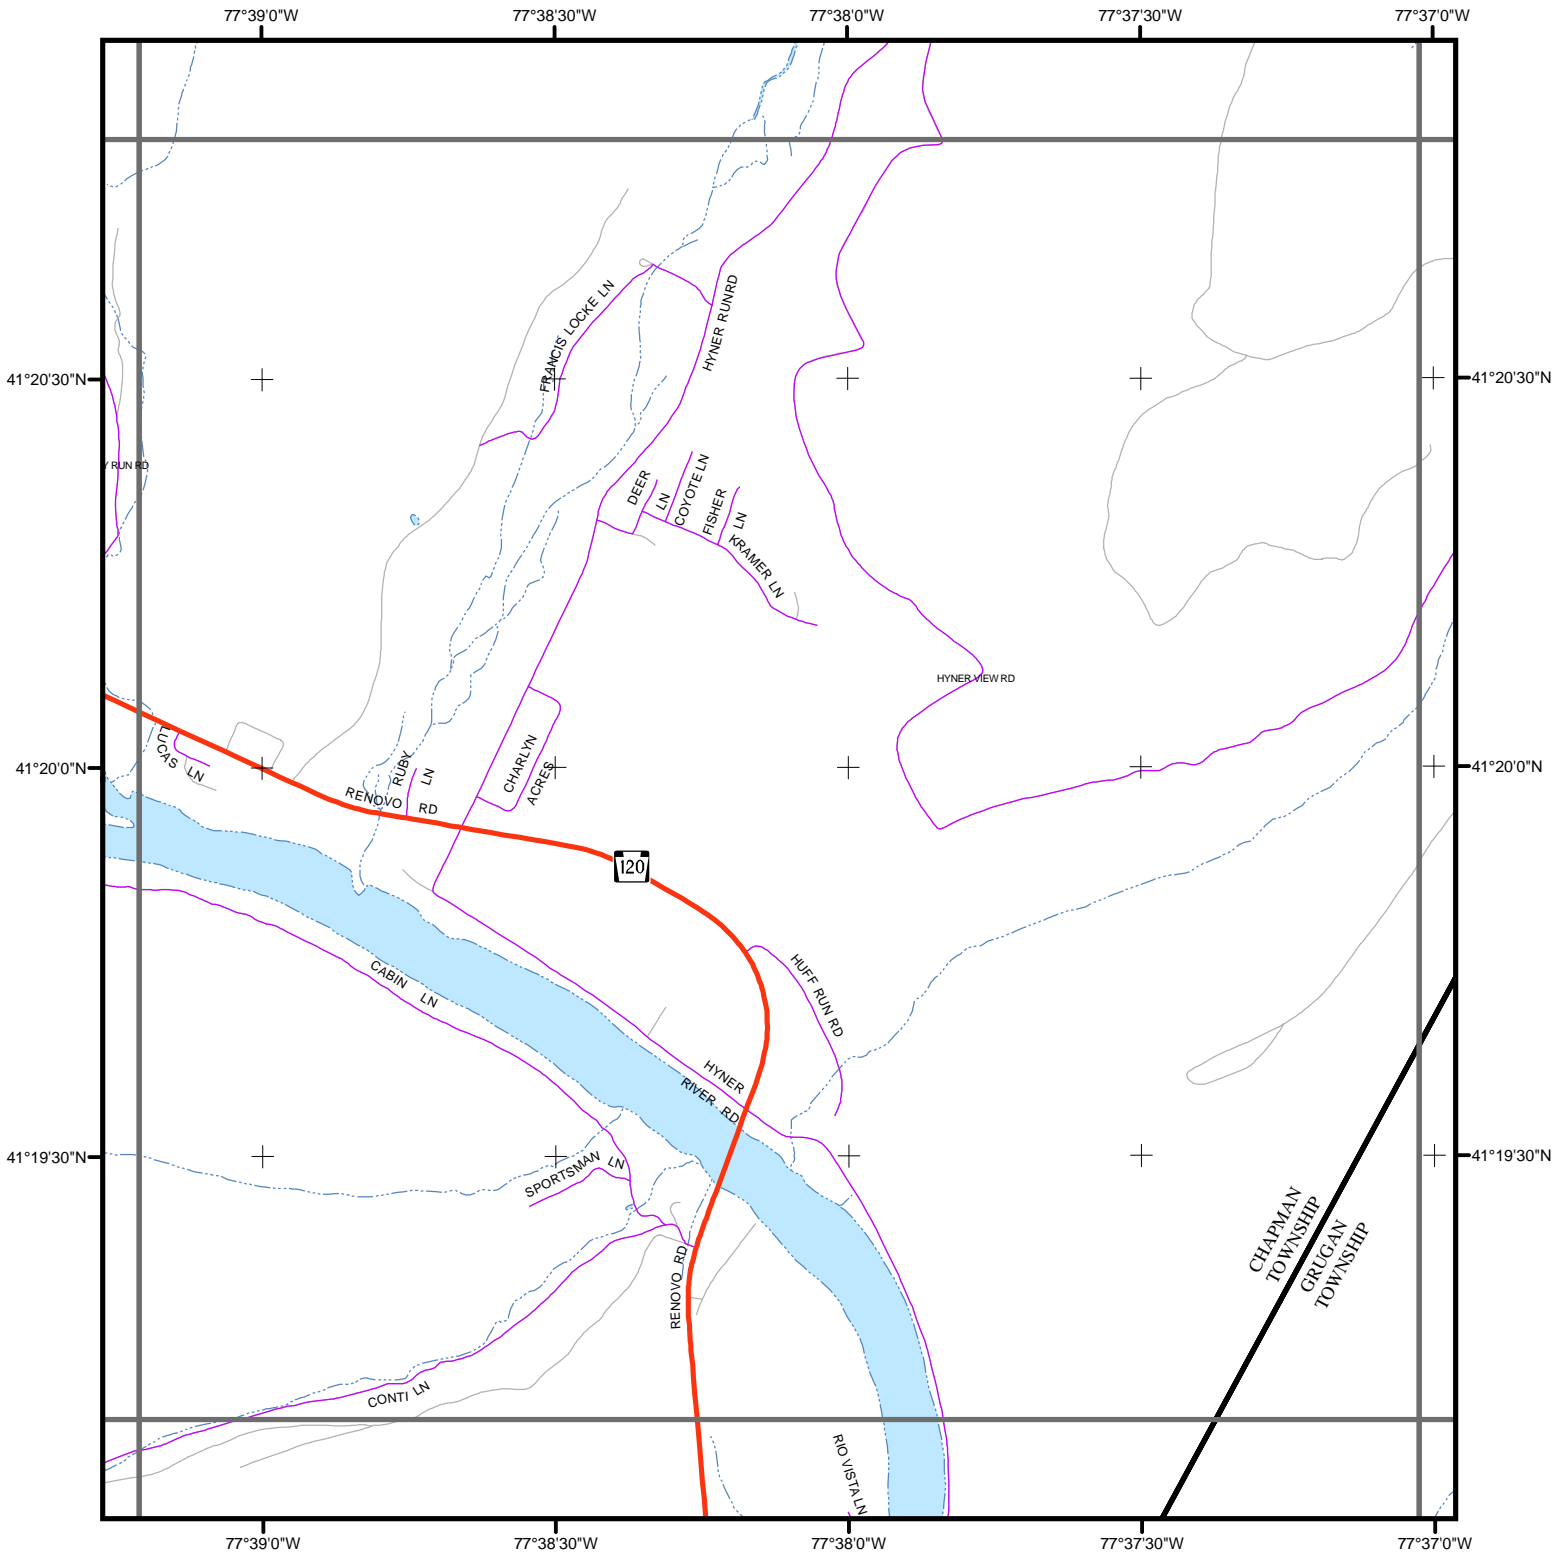 77°39'0"W
77°38'30"W
77°38'0"W
77°37'30"W
77°37'0"W
FRANCIS LOCKE LN
HYNER RUN RD
41°20'30"N
41°20'30"N
Y RUN RD
DEER
LN
COYOTE LN
FISHER
LN
KRAMER LN
HYNER VIEW RD
LUCAS LN
RUBY
LN
CHARLYN
ACRES
41°20'0"N
41°20'0"N
RENOVO RD
120
CABIN LN
HUFF RUN RD
HYNER
RIVER RD
41°19'30"N
41°19'30"N
SPORTSMAN LN
CHAPMAN
TOWNSHIP
GRUGAN
TOWNSHIP
RENOVO RD
CONTI LN
RIO VISTA LN
77°39'0"W
77°38'30"W
77°38'0"W
77°37'30"W
77°37'0"W